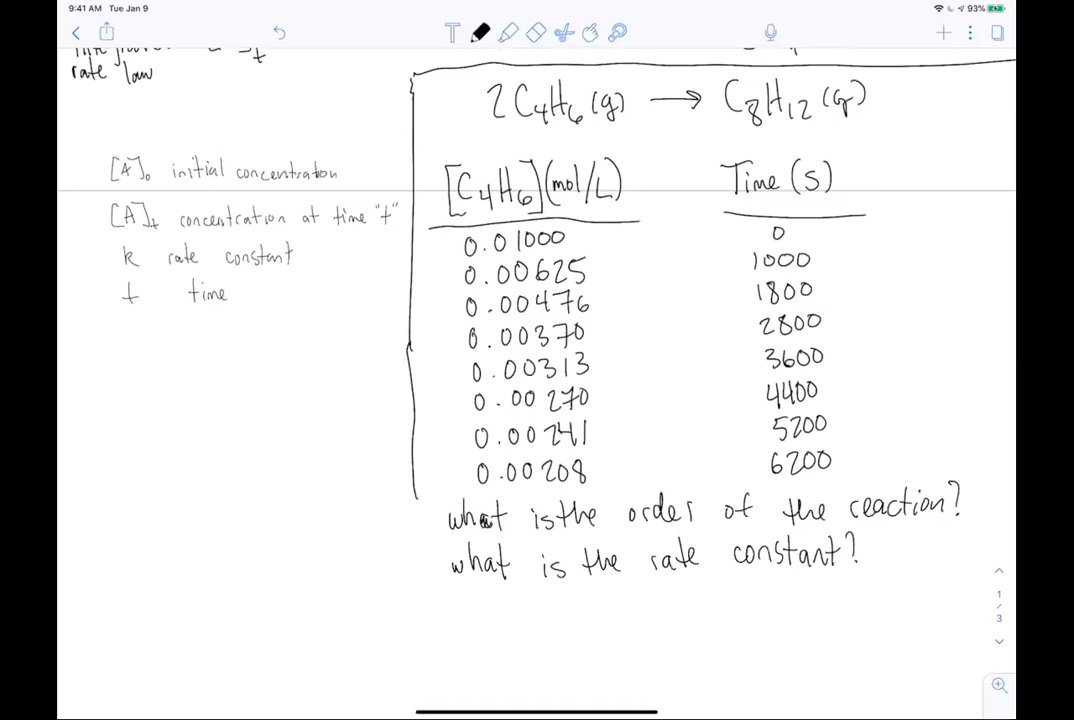 9:41 AM Tue Jan 9
93%
rate law
2C₄H₆(g) → C₈H₁₂(g)
[A]₀ initial concentration
[A]ₜ concentration at time "t"
k rate constant
t time
[C₄H₆](mol/L) Time (s)
0.01000 0
0.00625 1000
0.00476 1800
0.00370 2800
0.00313 3600
0.00270 4400
0.00241 5200
0.00208 6200
what is the order of the reaction?
what is the rate constant?
1
/
3